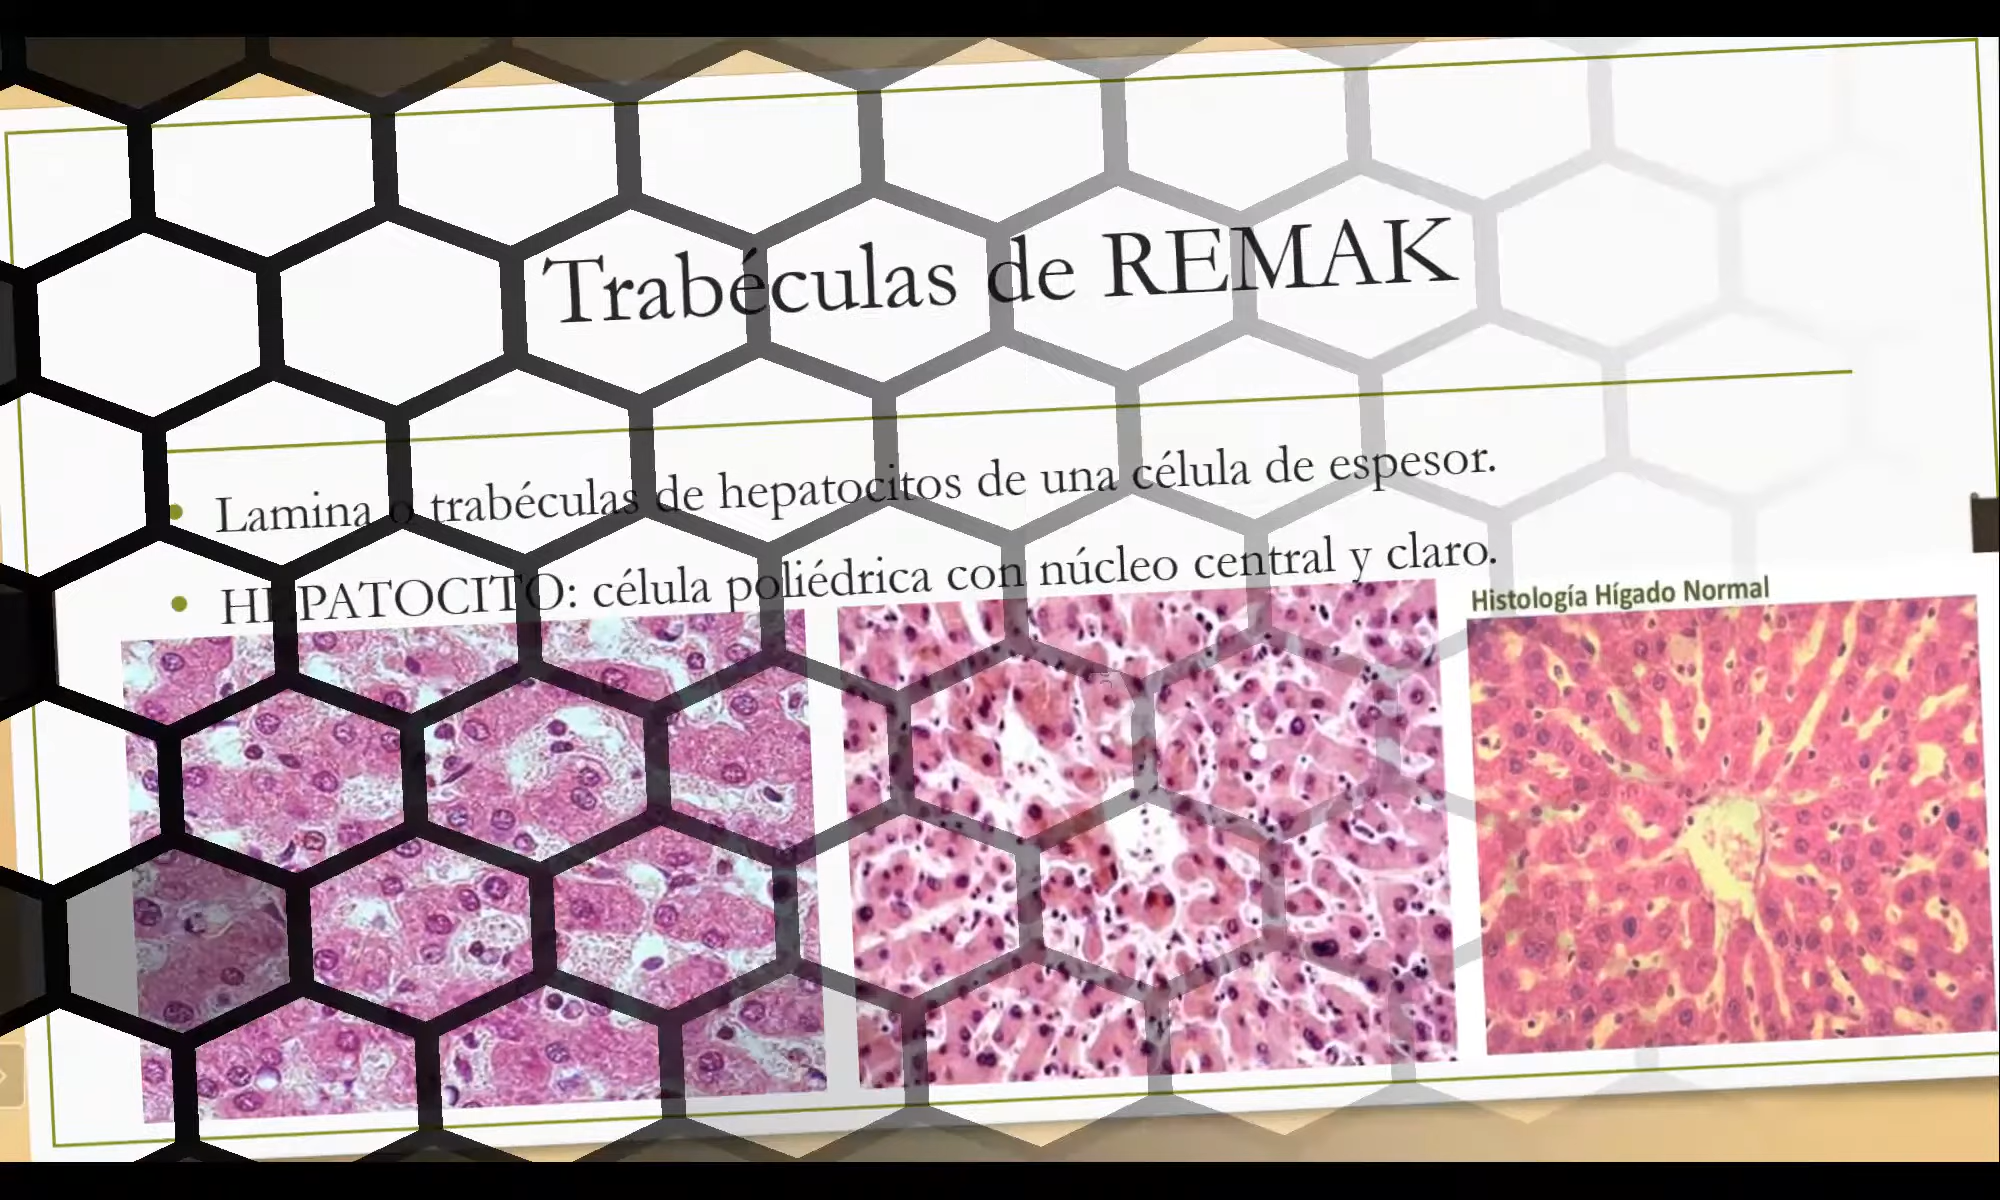 Trabéculas de REMAK
Lamina o trabéculas de hepatocitos de una célula de espesor.
HEPATOCITO: célula poliédrica con núcleo central y claro.
Histología Hígado Normal